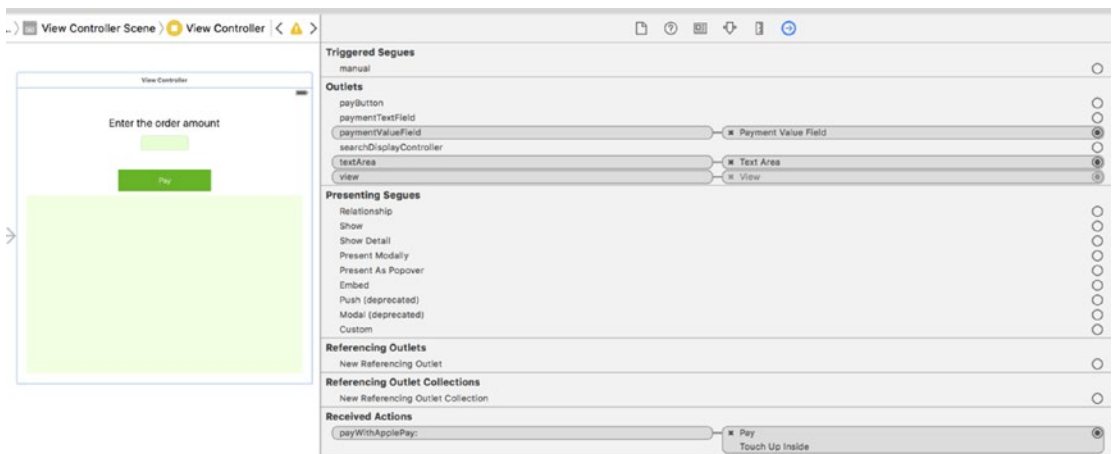 View Controller Scene View Controller
View Controller
Enter the order amount
Pay
Triggered Segues
manual
Outlets
payButton
paymentTextField
paymentValueField Payment Value Field
searchDisplayController
textArea Text Area
view View
Presenting Segues
Relationship
Show
Show Detail
Present Modally
Present As Popover
Embed
Push (deprecated)
Modal (deprecated)
Custom
Referencing Outlets
New Referencing Outlet
Referencing Outlet Collections
New Referencing Outlet Collection
Received Actions
payWithApplePay: Pay
Touch Up Inside